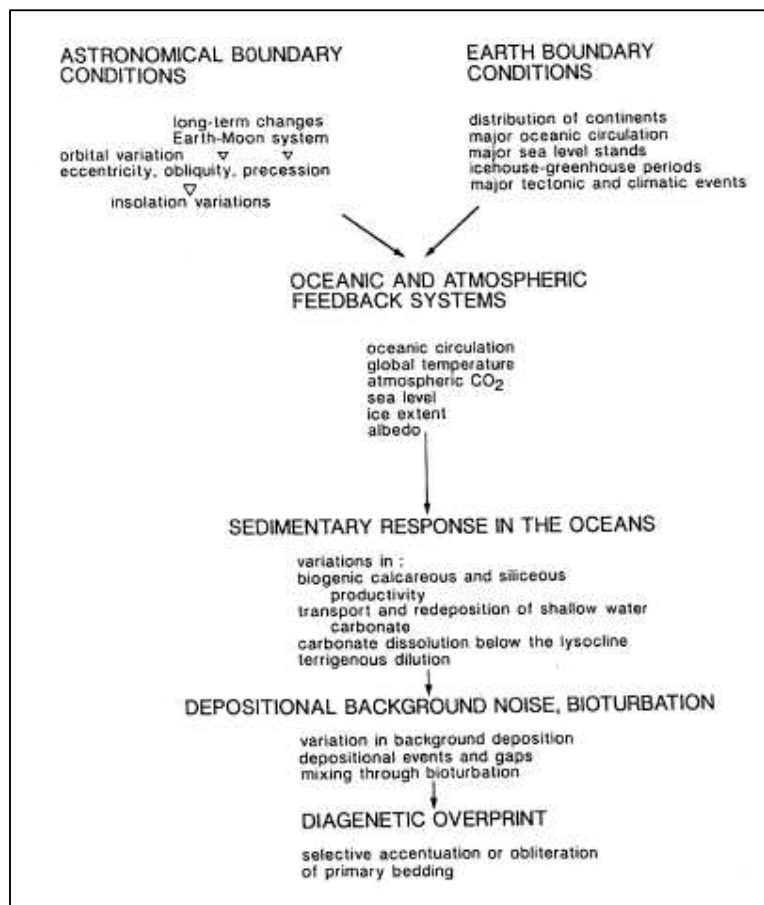 ASTRONOMICAL BOUNDARY
CONDITIONS
long-term changes
Earth-Moon system
orbital variation ▽ ▽
eccentricity, obliquity, precession
▽
insolation variations
EARTH BOUNDARY
CONDITIONS
distribution of continents
major oceanic circulation
major sea level stands
icehouse-greenhouse periods
major tectonic and climatic events
OCEANIC AND ATMOSPHERIC
FEEDBACK SYSTEMS
oceanic circulation
global temperature
atmospheric CO2
sea level
ice extent
albedo
SEDIMENTARY RESPONSE IN THE OCEANS
variations in :
biogenic calcareous and siliceous
productivity
transport and redeposition of shallow water
carbonate
carbonate dissolution below the lysocline
terrigenous dilution
DEPOSITIONAL BACKGROUND NOISE, BIOTURBATION
variation in background deposition
depositional events and gaps
mixing through bioturbation
DIAGENETIC OVERPRINT
selective accentuation or obliteration
of primary bedding